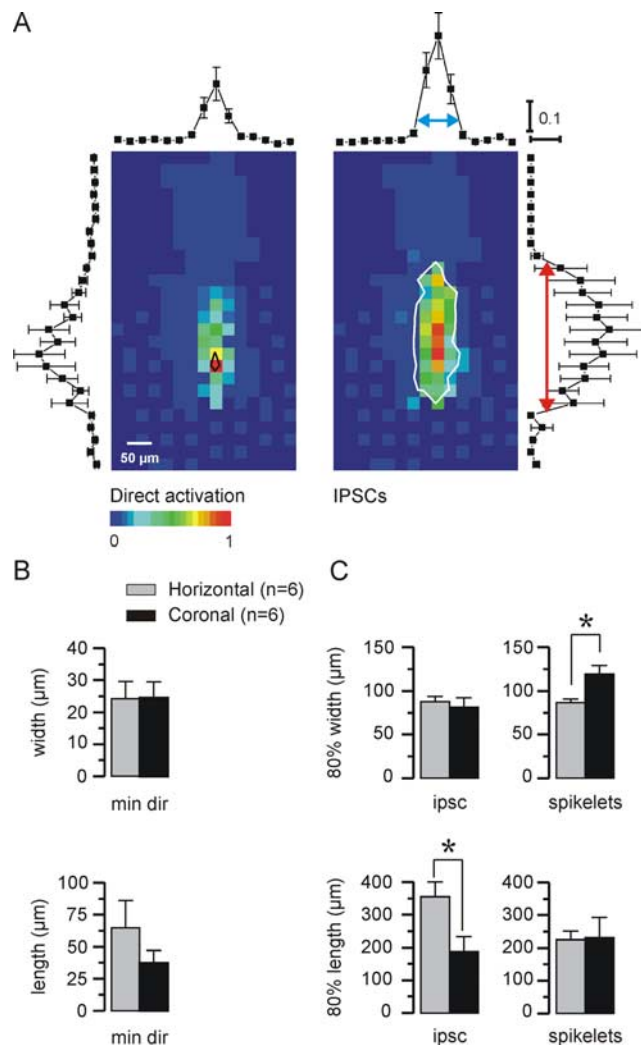 A
0.1
50 µm
Direct activation
IPSCs
0 1
B
C
Horizontal (n=6)
Coronal (n=6)
width (µm)
40
30
20
10
0
min dir
80% width (µm)
150
100
50
0
ipsc
*
150
100
50
0
spikelets
length (µm)
100
75
50
25
0
min dir
80% length (µm)
*
400
300
200
100
0
ipsc
400
300
200
100
0
spikelets